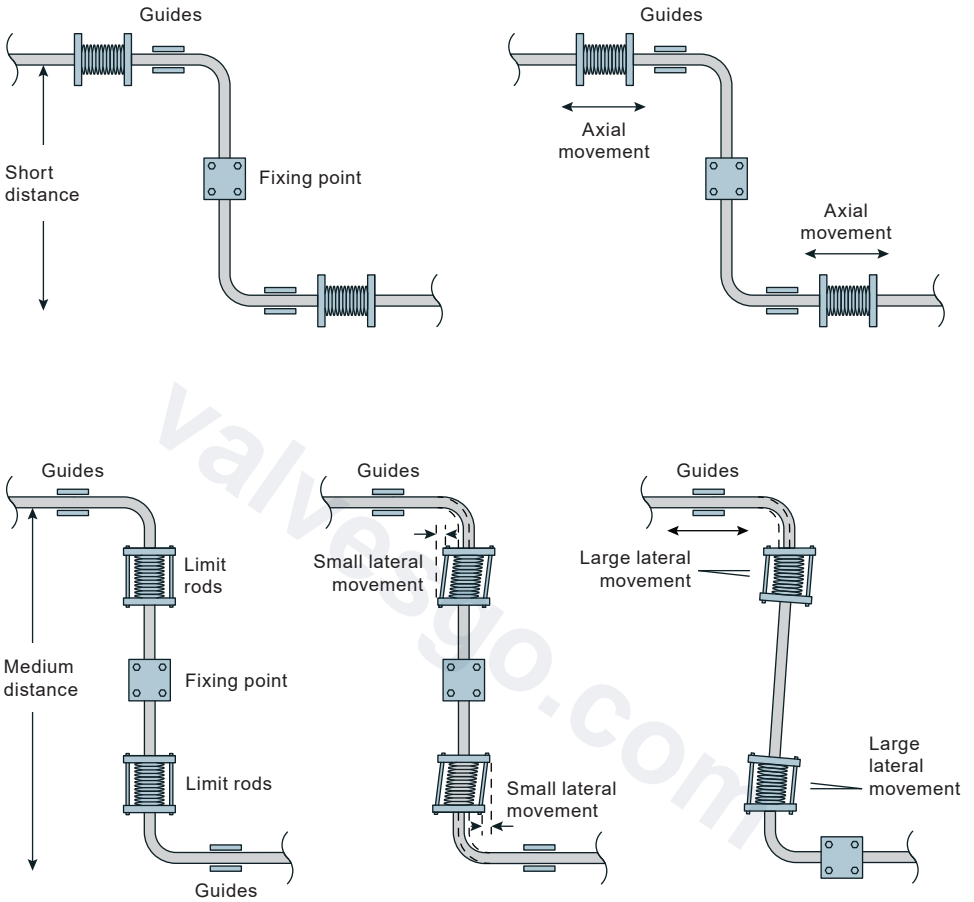 Guides
Guides
Axial
movement
Short
distance
Fixing point
Axial
movement
Guides
Guides
Guides
Small lateral
movement
Large lateral
movement
Limit
rods
Medium
distance
Fixing point
Limit rods
Small lateral
movement
Large
lateral
movement
Guides
valvesgo.com